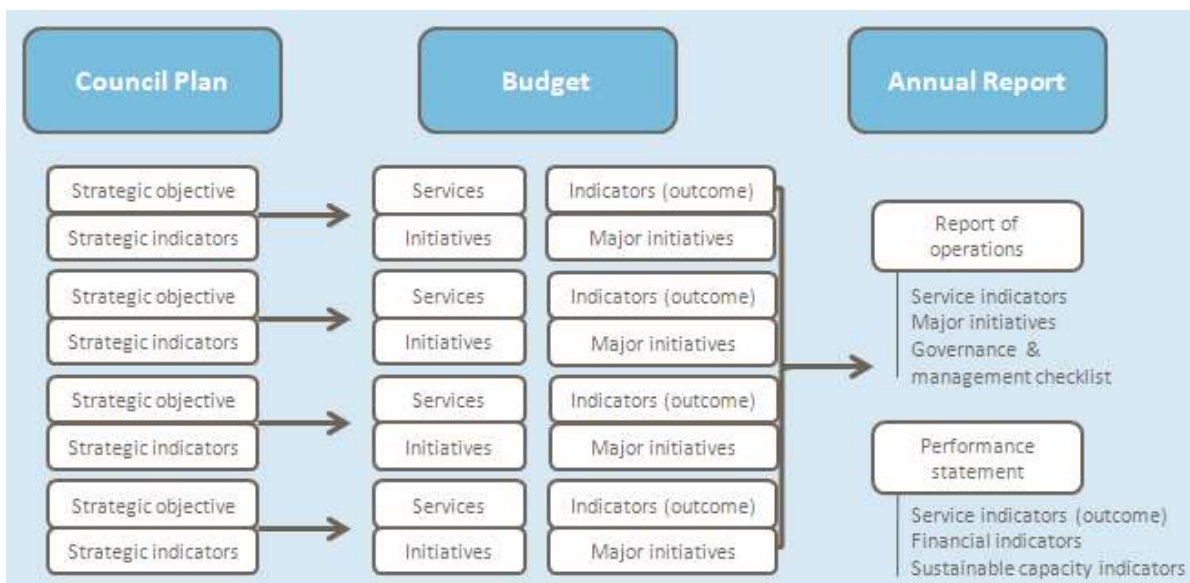 Council Plan
Budget
Annual Report
Strategic objective
Strategic indicators
Services
Initiatives
Indicators (outcome)
Major initiatives
Strategic objective
Strategic indicators
Services
Initiatives
Indicators (outcome)
Major initiatives
Strategic objective
Strategic indicators
Services
Initiatives
Indicators (outcome)
Major initiatives
Strategic objective
Strategic indicators
Services
Initiatives
Indicators (outcome)
Major initiatives
Report of
operations
Service indicators
Major initiatives
Governance &
management checklist
Performance
statement
Service indicators (outcome)
Financial indicators
Sustainable capacity indicators